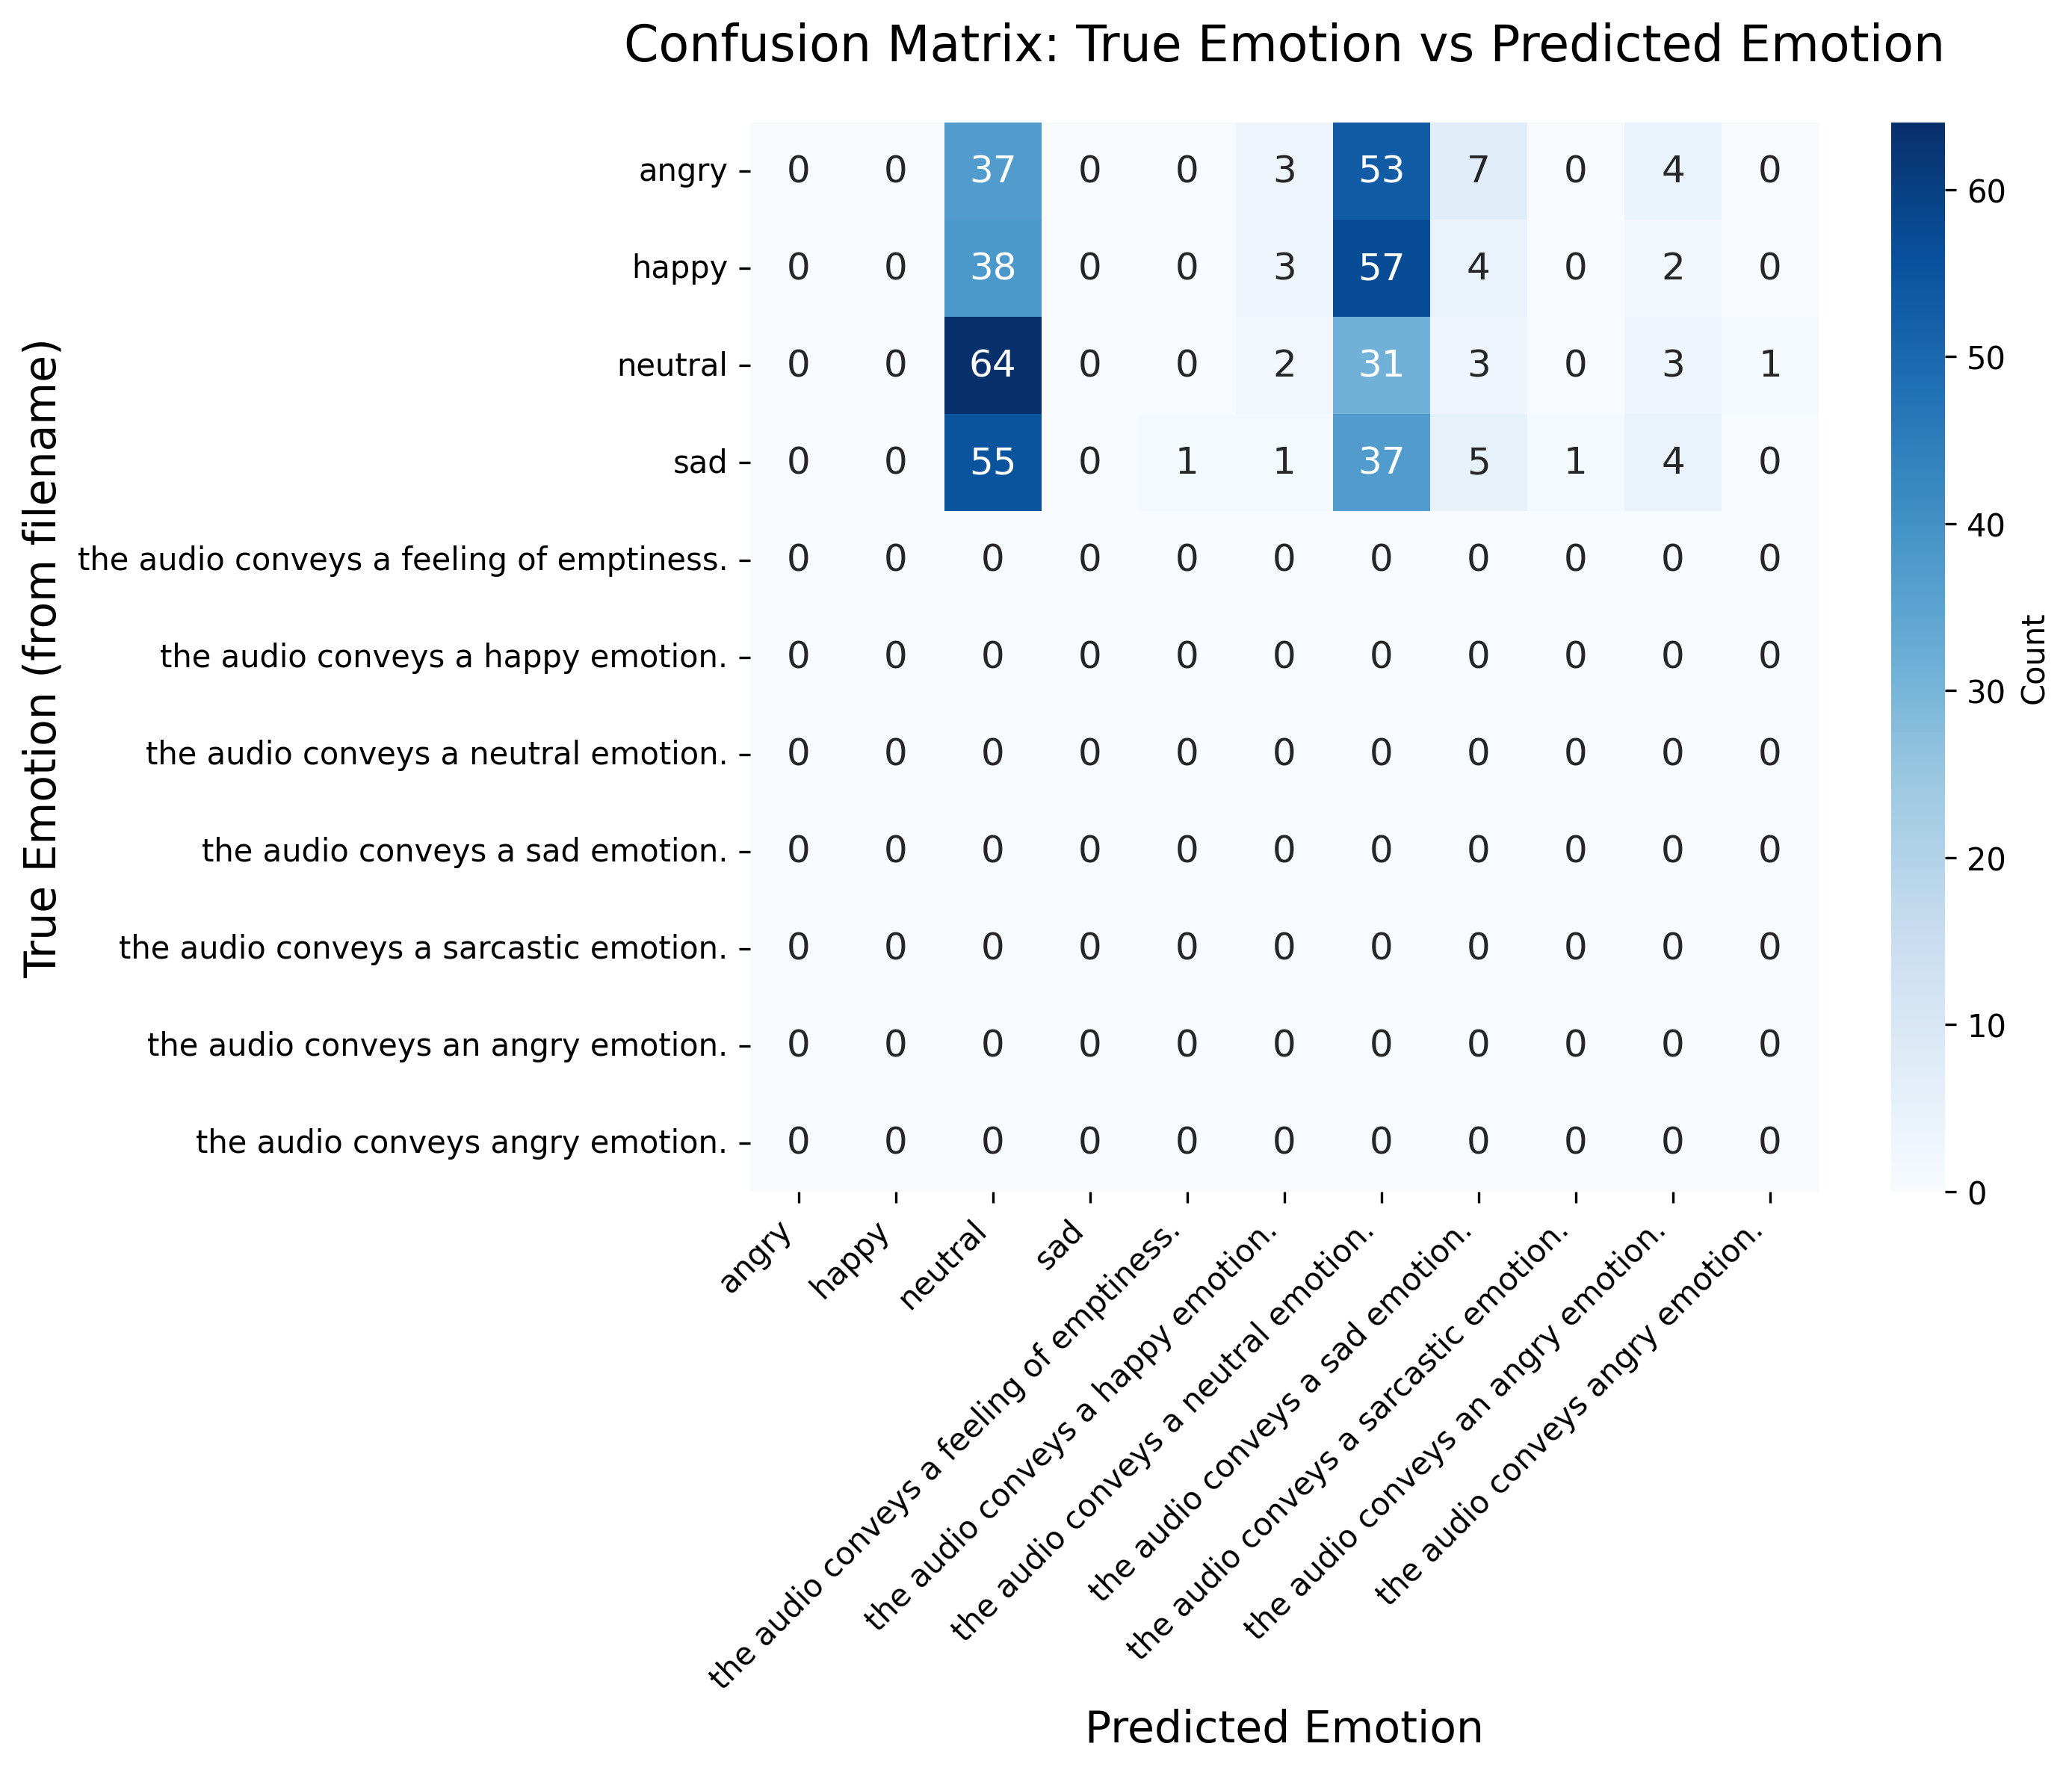 Confusion Matrix: True Emotion vs Predicted Emotion
True Emotion (from filename)
angry 0 0 37 0 0 3 53 7 0 4 0
happy 0 0 38 0 0 3 57 4 0 2 0
neutral 0 0 64 0 0 2 31 3 0 3 1
sad 0 0 55 0 1 1 37 5 1 4 0
the audio conveys a feeling of emptiness. 0 0 0 0 0 0 0 0 0 0 0
the audio conveys a happy emotion. 0 0 0 0 0 0 0 0 0 0 0
the audio conveys a neutral emotion. 0 0 0 0 0 0 0 0 0 0 0
the audio conveys a sad emotion. 0 0 0 0 0 0 0 0 0 0 0
the audio conveys a sarcastic emotion. 0 0 0 0 0 0 0 0 0 0 0
the audio conveys an angry emotion. 0 0 0 0 0 0 0 0 0 0 0
the audio conveys angry emotion. 0 0 0 0 0 0 0 0 0 0 0
angry
happy
neutral
sad
the audio conveys a feeling of emptiness.
the audio conveys a happy emotion.
the audio conveys a neutral emotion.
the audio conveys a sad emotion.
the audio conveys a sarcastic emotion.
the audio conveys an angry emotion.
the audio conveys angry emotion.
Predicted Emotion
60
50
40
30
20
10
0
Count